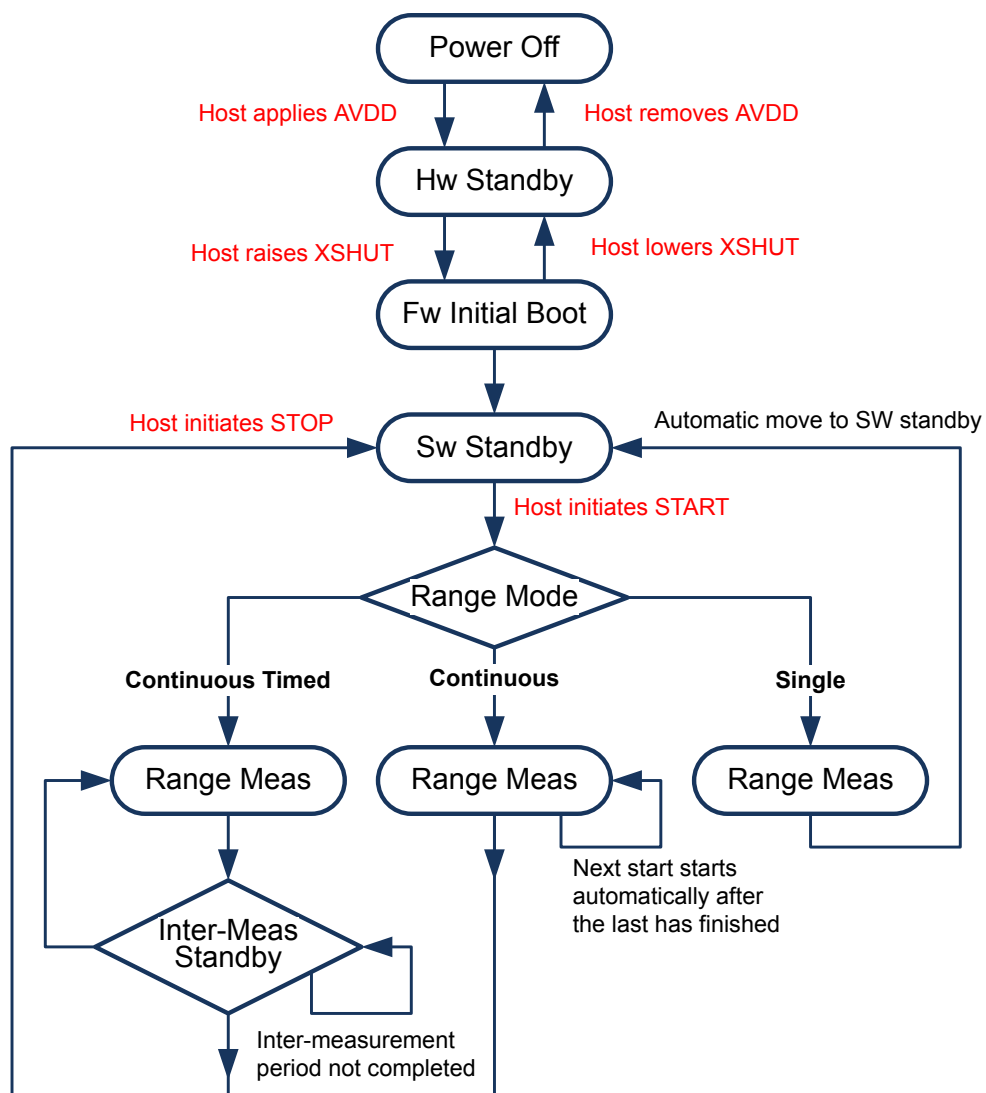 Power Off
Host applies AVDD
Host removes AVDD
Hw Standby
Host raises XSHUT
Host lowers XSHUT
Fw Initial Boot
Host initiates STOP
Automatic move to SW standby
Sw Standby
Host initiates START
Range Mode
Continuous Timed
Continuous
Single
Range Meas
Range Meas
Range Meas
Next start starts
automatically after
the last has finished
Inter-Meas
Standby
Inter-measurement
period not completed